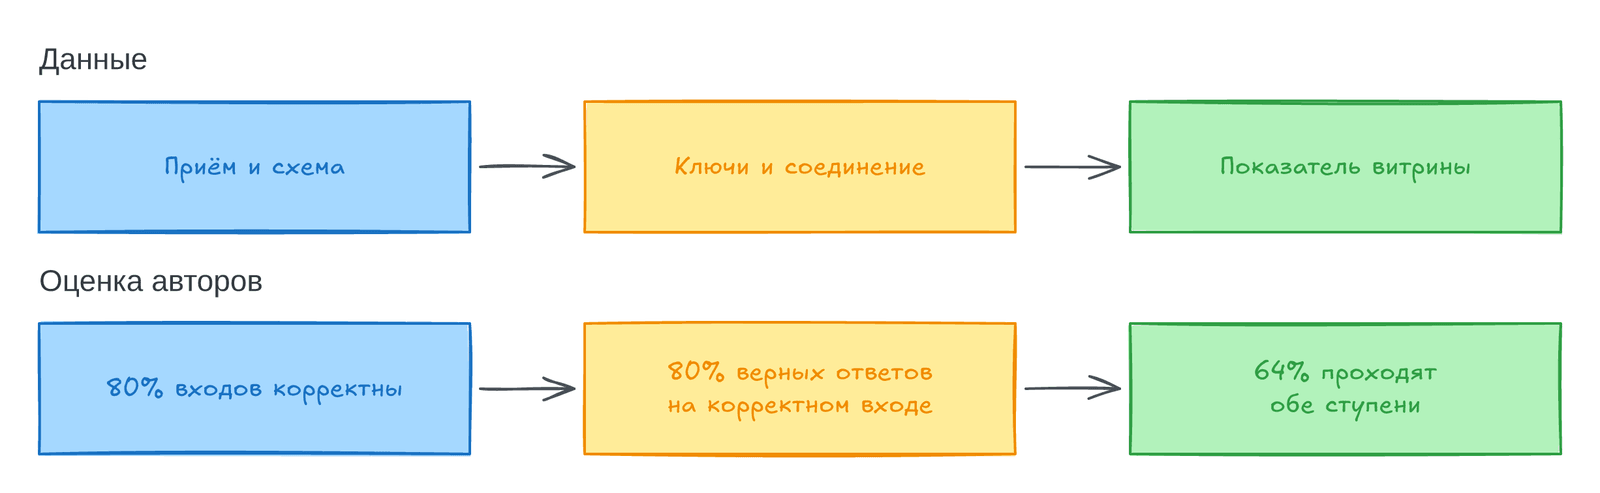 Данные
Приём и схема
Ключи и соединение
Показатель витрины
Оценка авторов
80% входов корректны
80% верных ответов
на корректном входе
64% проходят
обе ступени